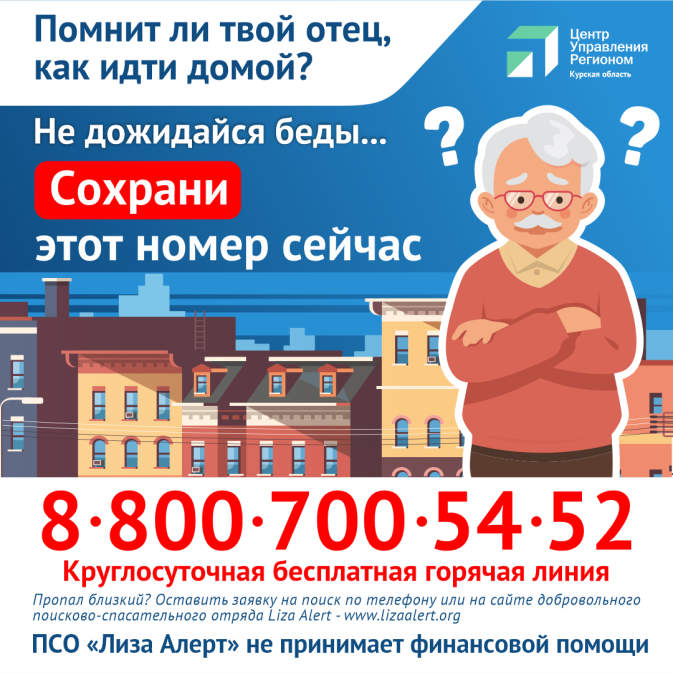 Помнит ли твой отец,
как идти домой?
Центр
Управления
Регионом
Курская область
Не дожидайся беды...
Сохрани
этот номер сейчас
? ?
8·800·700·54·52
Круглосуточная бесплатная горячая линия
Пропал близкий? Оставить заявку на поиск по телефону или на сайте добровольного
поисково-спасательного отряда Liza Alert - www.lizaalert.org
ПСО «Лиза Алерт» не принимает финансовой помощи